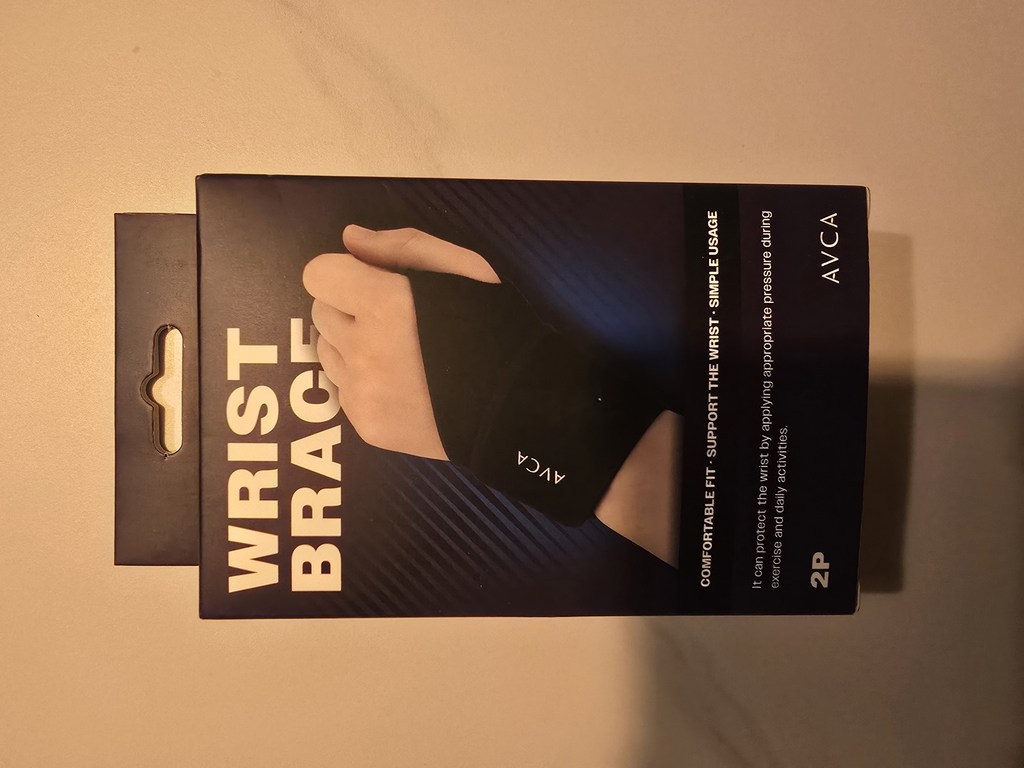 WRIST
BRACE
AVCA
AVCA
COMFORTABLE FIT · SUPPORT THE WRIST · SIMPLE USAGE
It can protect the wrist by applying appropriate pressure during
exercise and daily activities.
2P
AVCA